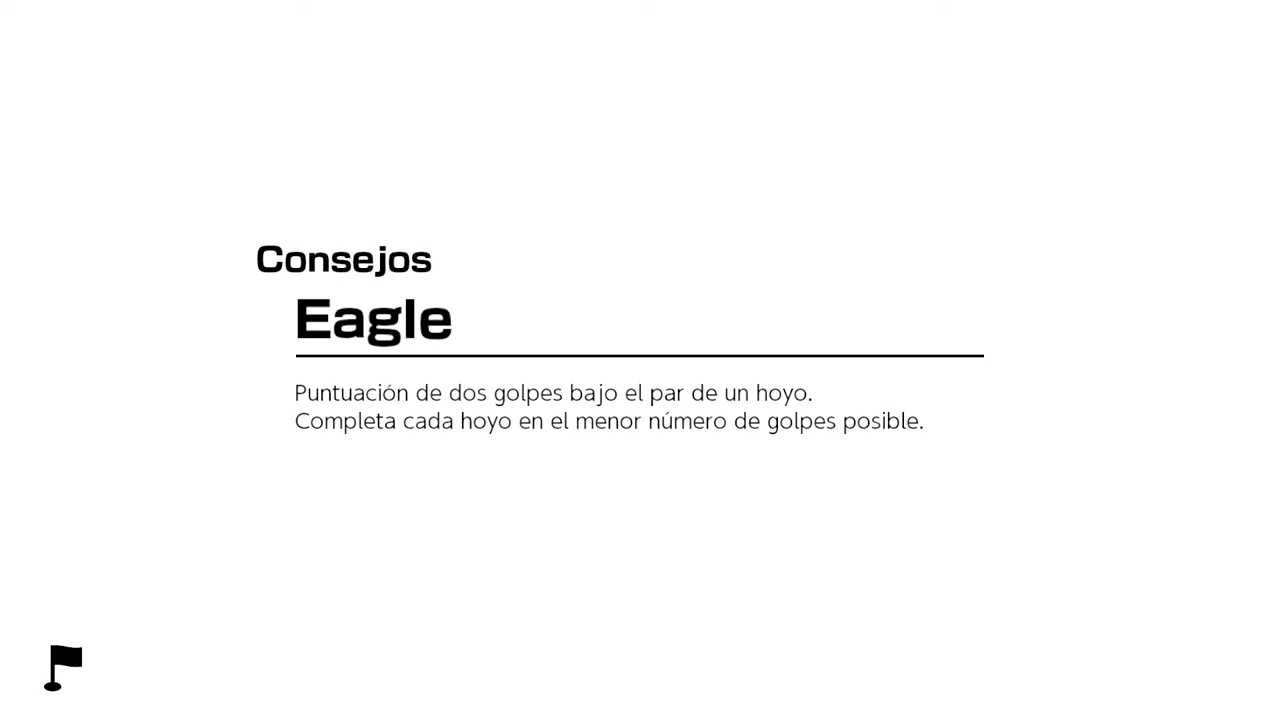 Consejos
Eagle
Puntuación de dos golpes bajo el par de un hoyo.
Completa cada hoyo en el menor número de golpes posible.